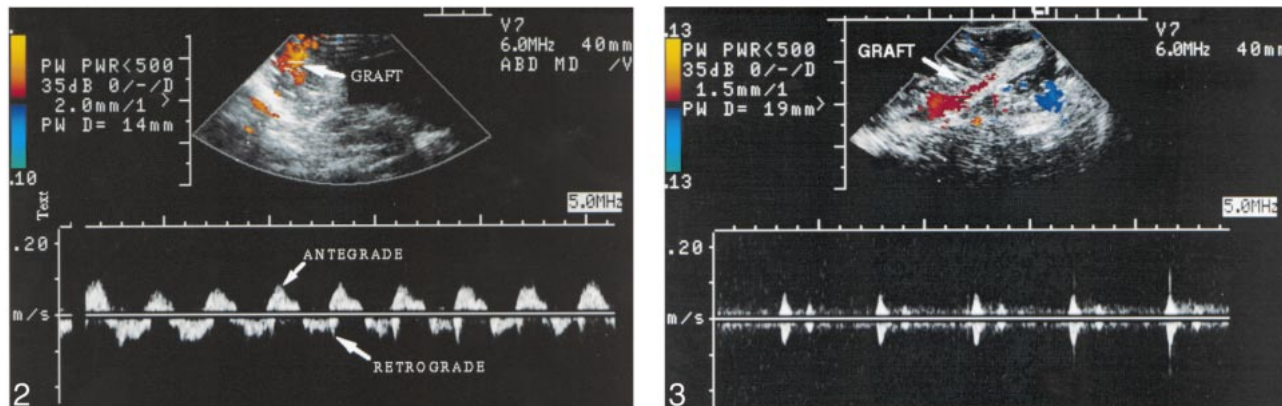 V7
6.0MHz 40mm
ABD MD /V
PW PWR<500
35dB 0/-/D
2.0mm/1 >
PW D= 14mm
GRAFT
.10
Text
5.0MHz
.20
ANTEGRADE
m/s
RETROGRADE
2
.13
V7
6.0MHz 40mm
PW PWR<500
35dB 0/-/D
1.5mm/1
PW D= 19mm>
GRAFT
.13
5.0MHz
.20
m/s
3